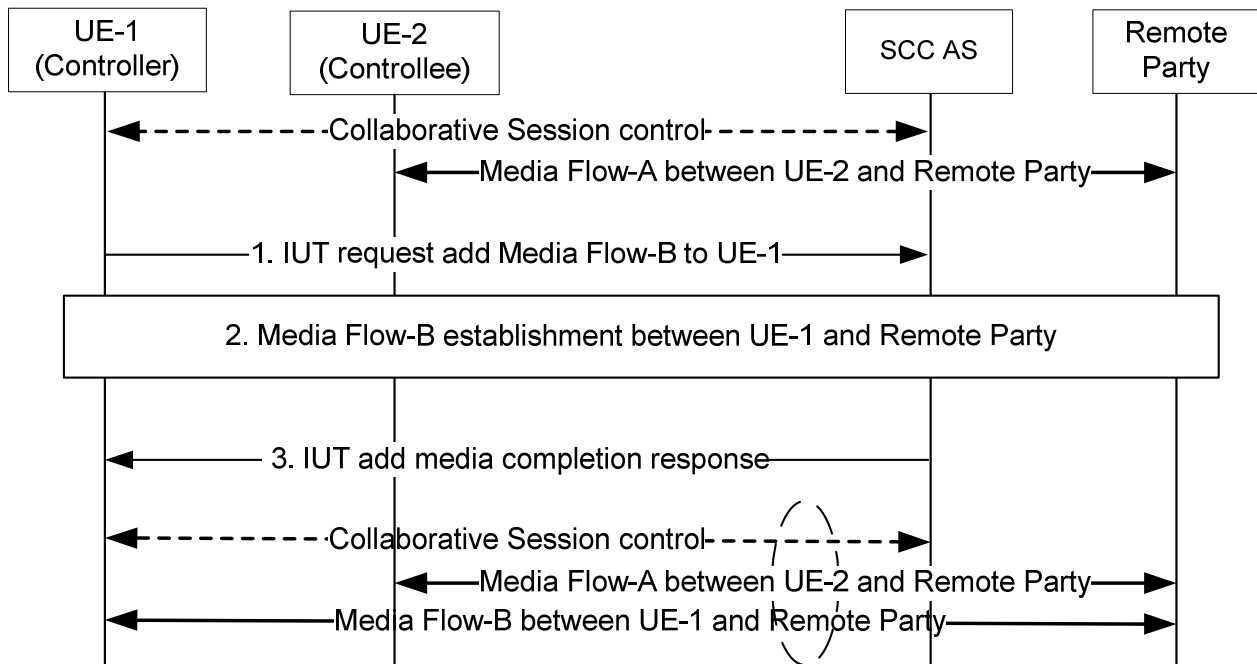 UE-1
(Controller)
UE-2
(Controllee)
SCC AS
Remote
Party
Collaborative Session control
Media Flow-A between UE-2 and Remote Party
1. IUT request add Media Flow-B to UE-1
2. Media Flow-B establishment between UE-1 and Remote Party
3. IUT add media completion response
Collaborative Session control
Media Flow-A between UE-2 and Remote Party
Media Flow-B between UE-1 and Remote Party